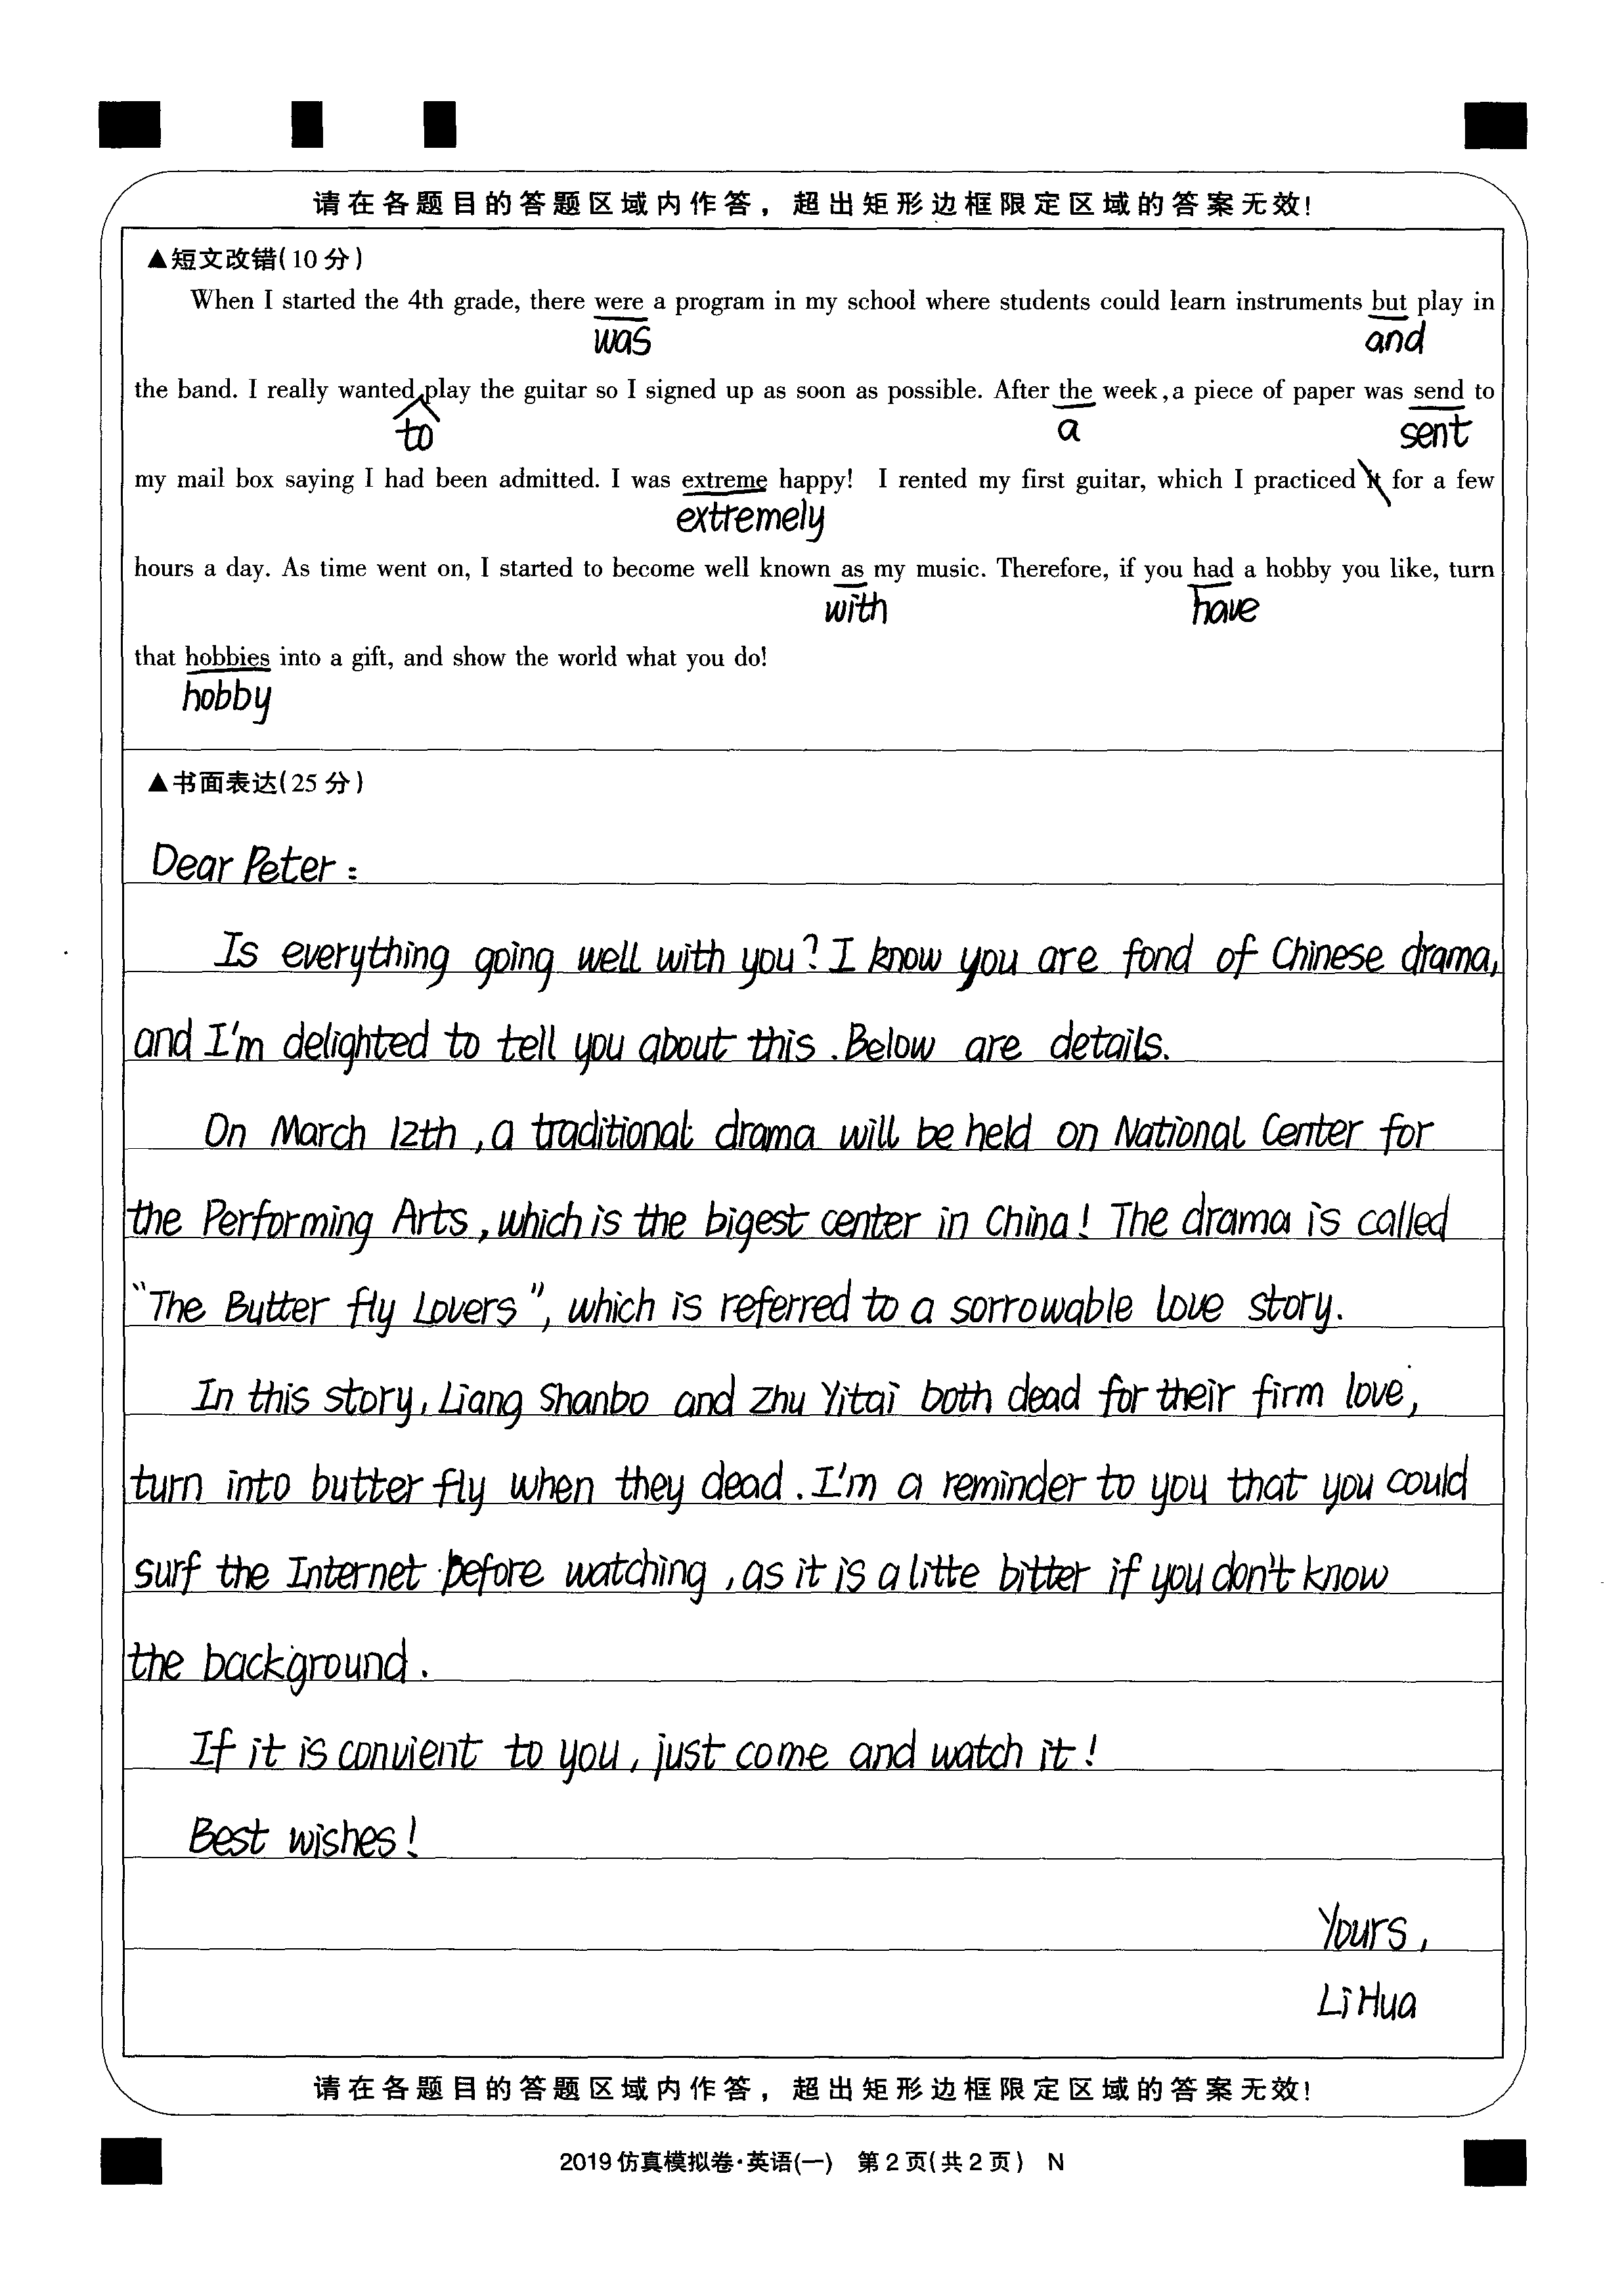 请在各题目的答题区域内作答，超出矩形边框限定区域的答案无效！
▲短文改错(10分)
When I started the 4th grade, there were a program in my school where students could learn instruments but play in
was and
the band. I really wanted play the guitar so I signed up as soon as possible. After the week, a piece of paper was send to
to a sent
my mail box saying I had been admitted. I was extreme happy! I rented my first guitar, which I practiced it for a few
extremely
hours a day. As time went on, I started to become well known as my music. Therefore, if you had a hobby you like, turn
with have
that hobbies into a gift, and show the world what you do!
hobby
▲书面表达(25分)
Dear Peter:
Is everything going well with you? I know you are fond of Chinese drama,
and I'm delighted to tell you about this. Below are details.
On March 12th, a traditional drama will be held on National Center for
the Performing Arts, which is the bigest center in China! The drama is called
"The Butter fly Lovers", which is referred to a sorrowable love story.
In this story, Liang Shanbo and Zhu Yitai both dead for their firm love,
turn into butter fly when they dead. I'm a reminder to you that you could
surf the Internet before watching, as it is a litte bitter if you don't know
the background.
If it is convient to you, just come and watch it!
Best wishes!
Yours,
Li Hua
请在各题目的答题区域内作答，超出矩形边框限定区域的答案无效！
2019仿真模拟卷·英语(一) 第2页(共2页) N